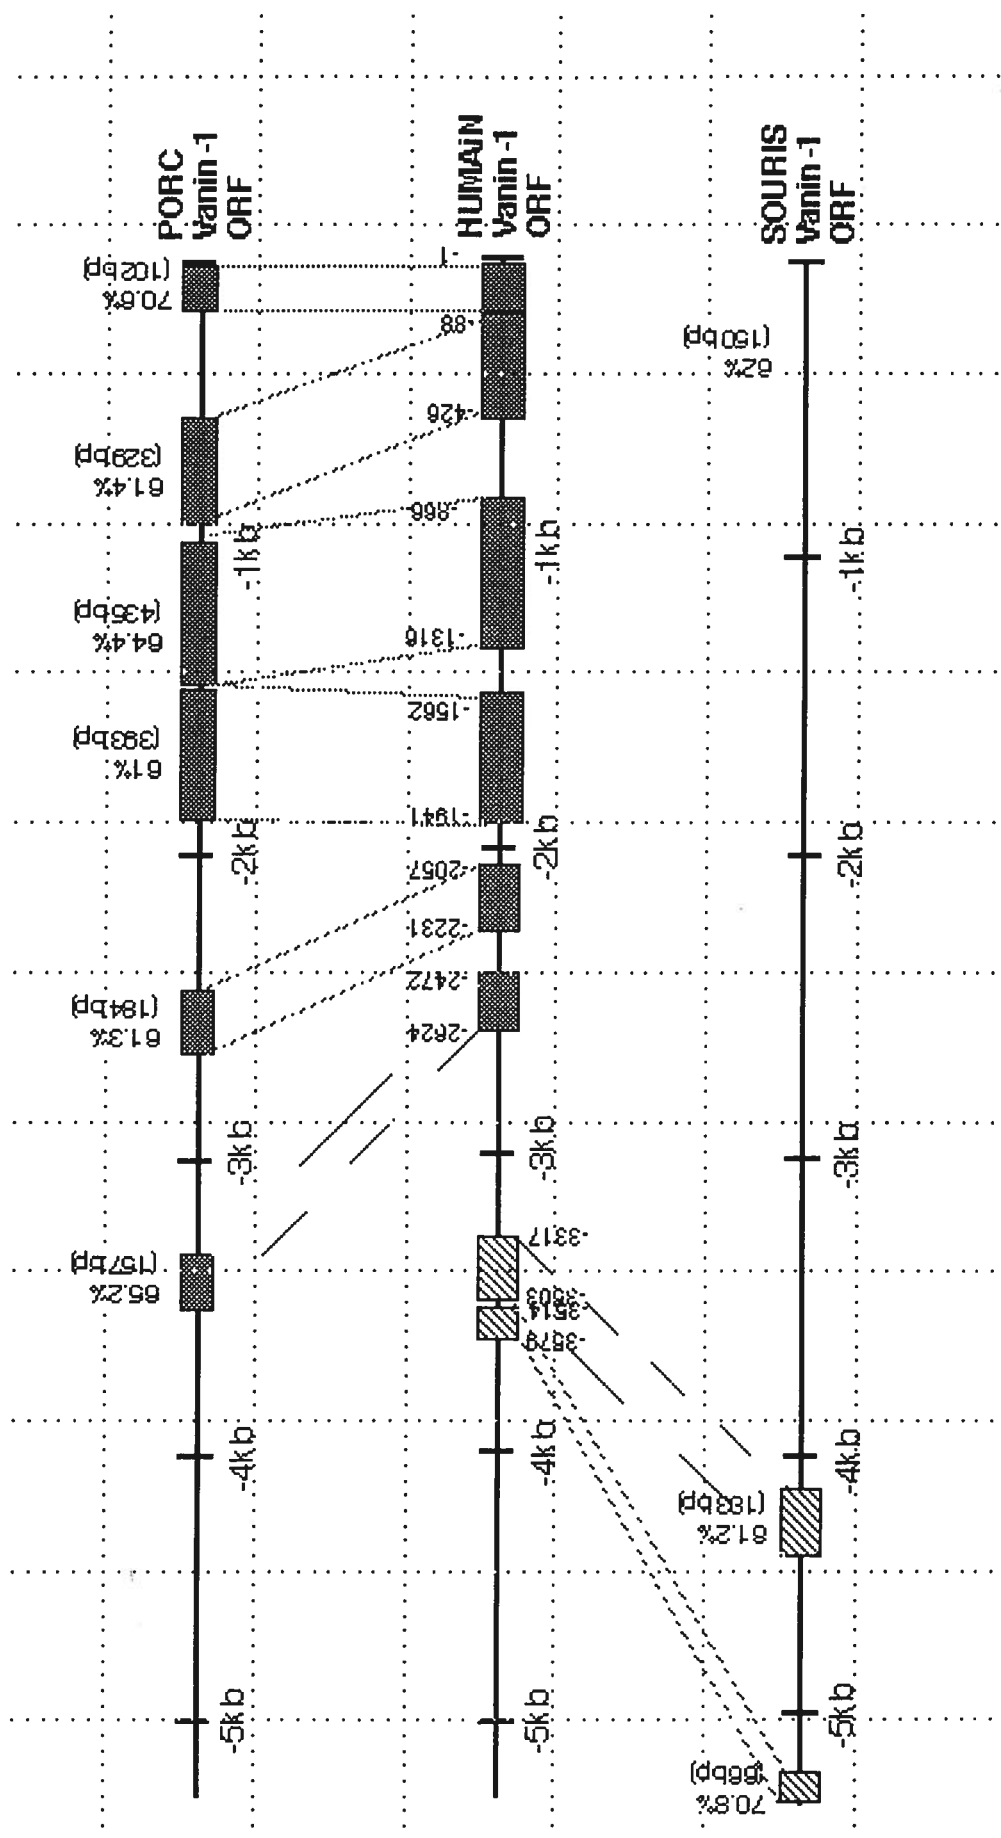 PORC
Vanin-1
ORF
70.6%
(102bp)
61.4%
(329bp)
64.4%
(435bp)
61%
(393bp)
61.3%
(184bp)
65.2%
(157bp)
-1kb
-2kb
-3kb
-4kb
-5kb
HUMAIN
Vanin-1
ORF
-1
-88
-426
-866
-1316
-1562
-1941
-2057
-2231
-2472
-2624
-3317
-3503
-3514
-3579
-1kb
-2kb
-3kb
-4kb
-5kb
SOURIS
Vanin-1
ORF
62%
(150bp)
61.2%
(183bp)
70.8%
(66bp)
-1kb
-2kb
-3kb
-4kb
-5kb